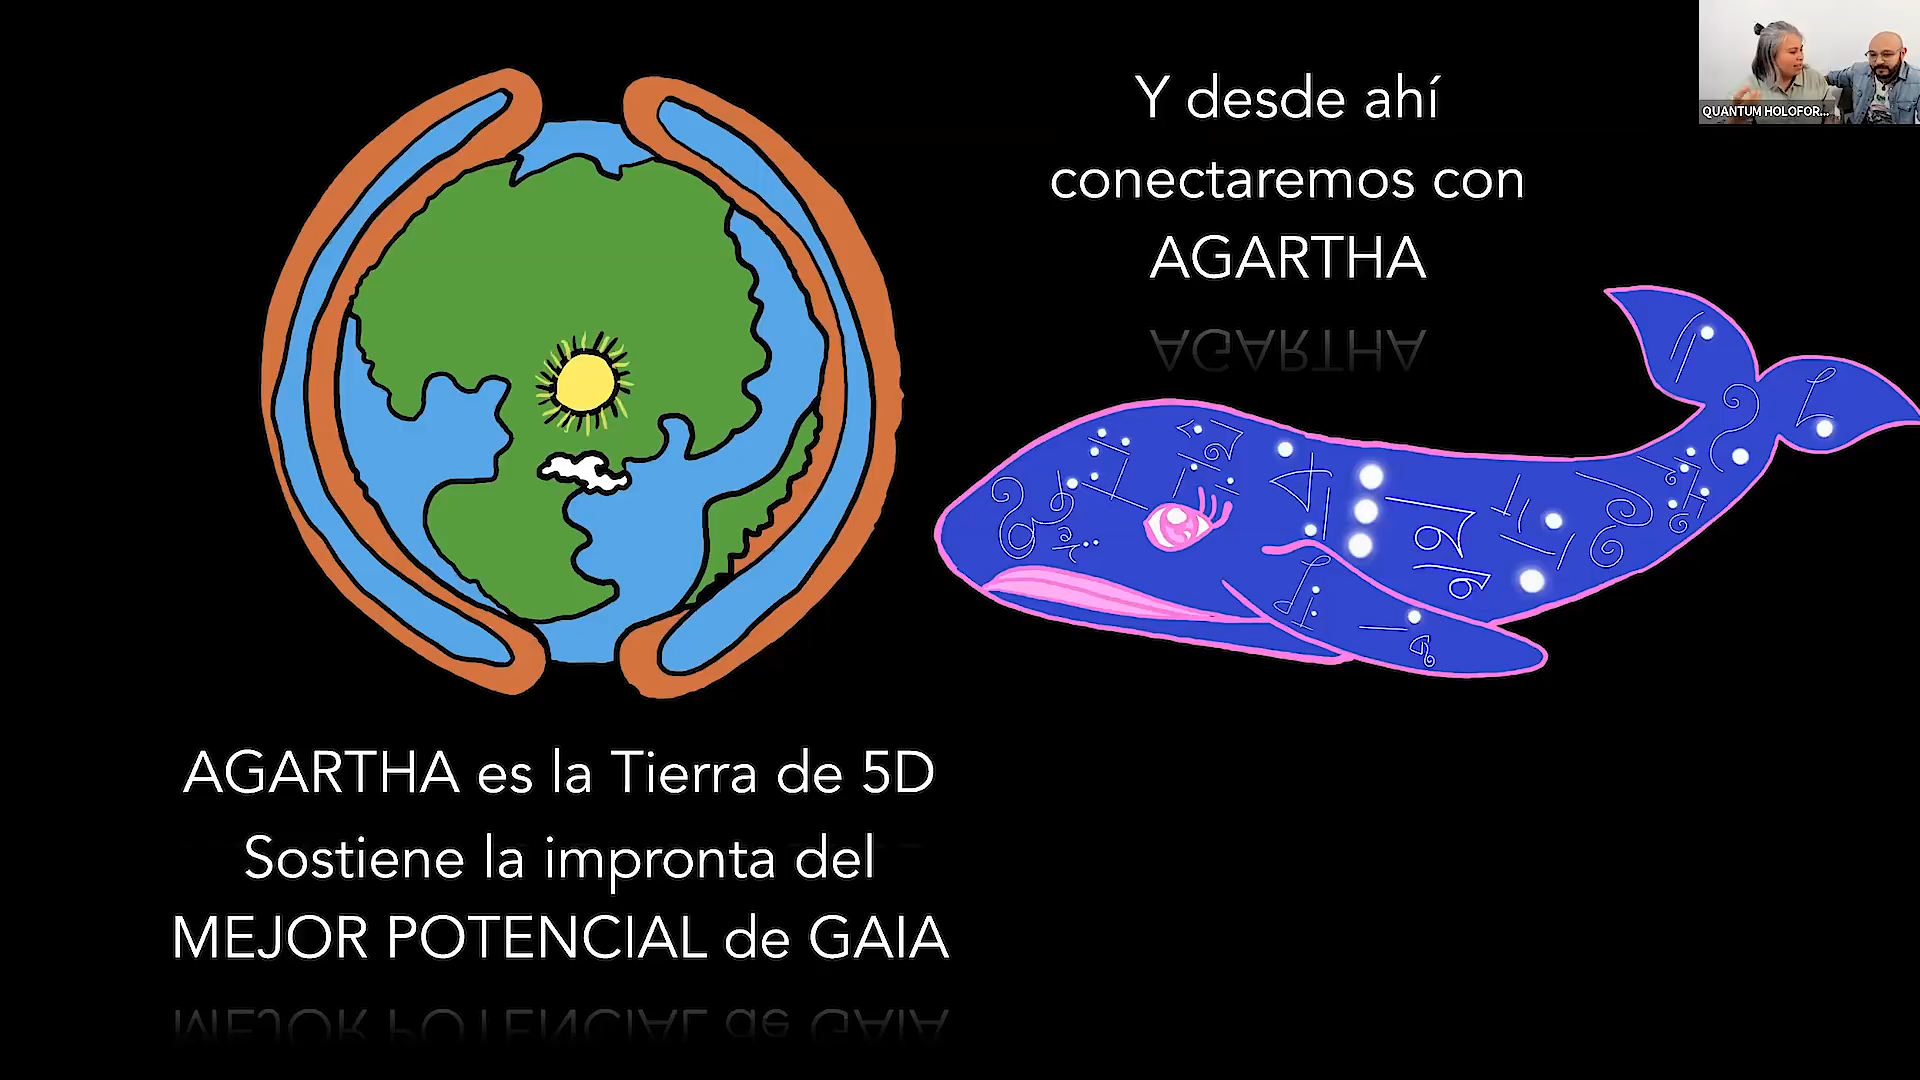 Y desde ahí
conectaremos con
AGARTHA
QUANTUM HOLOFOR...
AGARTHA es la Tierra de 5D
Sostiene la impronta del
MEJOR POTENCIAL de GAIA